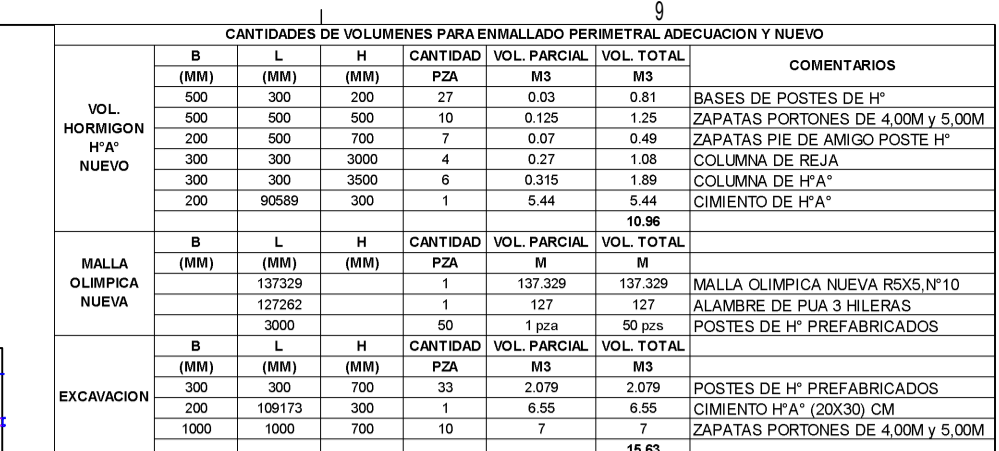 9
CANTIDADES DE VOLUMENES PARA ENMALLADO PERIMETRAL ADECUACION Y NUEVO
VOL. HORMIGON H°A° NUEVO
B L H CANTIDAD VOL. PARCIAL VOL. TOTAL COMENTARIOS
(MM) (MM) (MM) PZA M3 M3
500 300 200 27 0.03 0.81 BASES DE POSTES DE H°
500 500 500 10 0.125 1.25 ZAPATAS PORTONES DE 4,00M y 5,00M
200 500 700 7 0.07 0.49 ZAPATAS PIE DE AMIGO POSTE H°
300 300 3000 4 0.27 1.08 COLUMNA DE REJA
300 300 3500 6 0.315 1.89 COLUMNA DE H°A°
200 90589 300 1 5.44 5.44 CIMIENTO DE H°A°
10.96
MALLA OLIMPICA NUEVA
B L H CANTIDAD VOL. PARCIAL VOL. TOTAL
(MM) (MM) (MM) PZA M M
137329 1 137.329 137.329 MALLA OLIMPICA NUEVA R5X5,N°10
127262 1 127 127 ALAMBRE DE PUA 3 HILERAS
3000 50 1 pza 50 pzs POSTES DE H° PREFABRICADOS
EXCAVACION
B L H CANTIDAD VOL. PARCIAL VOL. TOTAL
(MM) (MM) (MM) PZA M3 M3
300 300 700 33 2.079 2.079 POSTES DE H° PREFABRICADOS
200 109173 300 1 6.55 6.55 CIMIENTO H°A° (20X30) CM
1000 1000 700 10 7 7 ZAPATAS PORTONES DE 4,00M y 5,00M
15.63